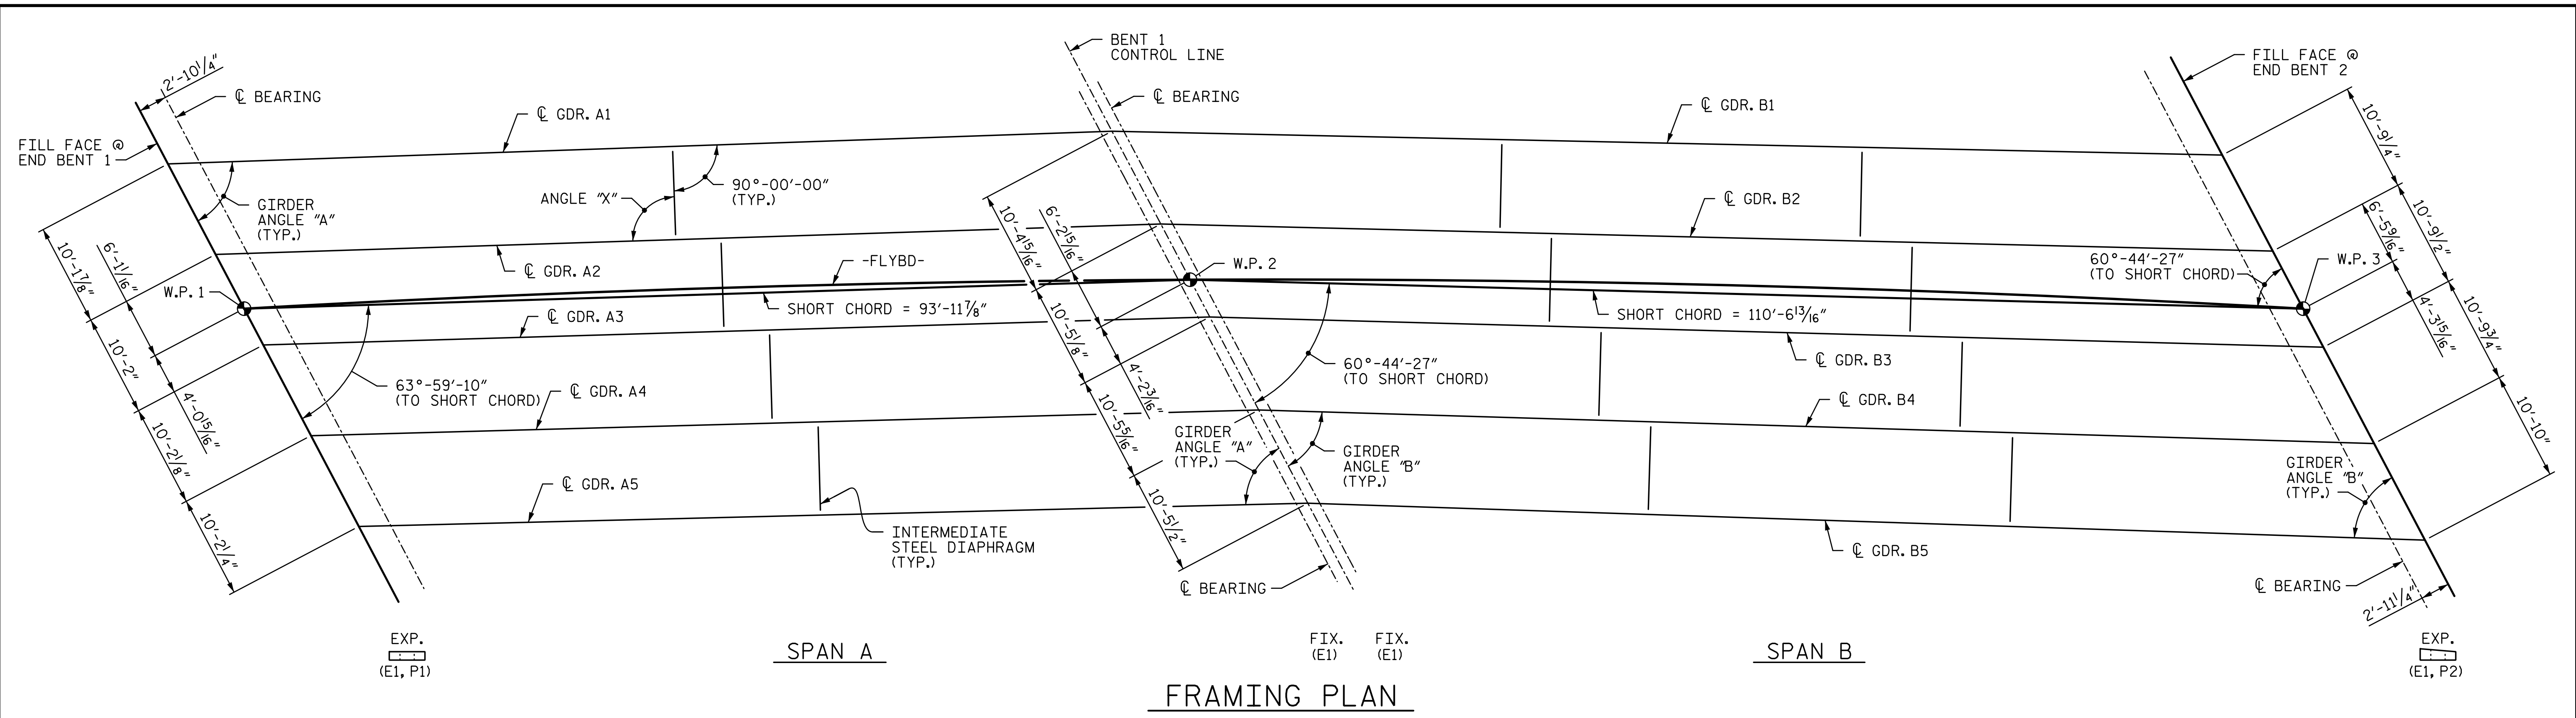 BENT 1
CONTROL LINE
FILL FACE @
END BENT 2
2'-10 1/4"
℄ BEARING
℄ BEARING
℄ GDR. A1
℄ GDR. B1
FILL FACE @
END BENT 1
10'-9 1/4"
GIRDER
ANGLE "A"
(TYP.)
ANGLE "X"
90°-00'-00"
(TYP.)
℄ GDR. B2
10'-4 15/16"
6'-2 15/16"
6'-5 9/16"
10'-9 1/2"
10'-1 7/8"
6'-1 1/16"
℄ GDR. A2
-FLYBD-
W.P. 1
W.P. 2
60°-44'-27"
(TO SHORT CHORD)
W.P. 3
SHORT CHORD = 93'-11 7/8"
SHORT CHORD = 110'-6 13/16"
℄ GDR. A3
4'-3 15/16"
10'-9 3/4"
10'-2"
4'-0 15/16"
10'-5 1/8"
4'-2 3/16"
℄ GDR. B3
63°-59'-10"
(TO SHORT CHORD)
60°-44'-27"
(TO SHORT CHORD)
℄ GDR. A4
℄ GDR. B4
10'-10"
10'-2 1/8"
10'-5 5/16"
GIRDER
ANGLE "A"
(TYP.)
GIRDER
ANGLE "B"
(TYP.)
GIRDER
ANGLE "B"
(TYP.)
℄ GDR. A5
10'-2 1/4"
10'-5 1/2"
INTERMEDIATE
STEEL DIAPHRAGM
(TYP.)
℄ GDR. B5
℄ BEARING
℄ BEARING
2'-11 1/4"
EXP.
(E1, P1)
SPAN A
FIX.
(E1)
FIX.
(E1)
SPAN B
EXP.
(E1, P2)
FRAMING PLAN